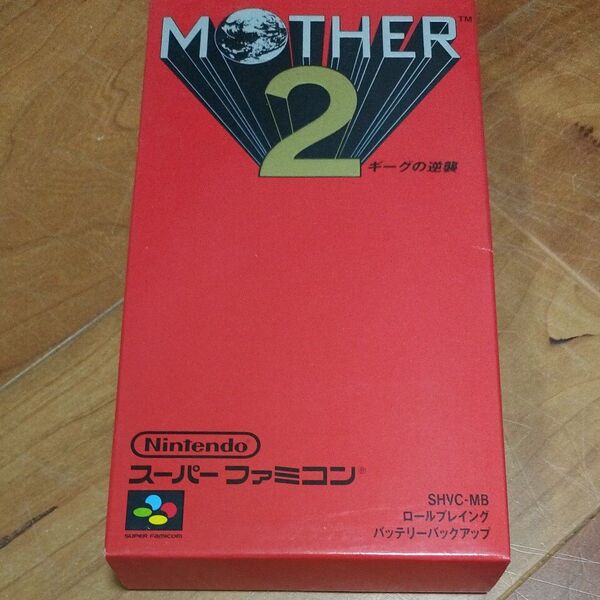 MOTHER™
2
ギーグの逆襲
Nintendo
スーパーファミコン®
SUPER FAMICOM
SHVC-MB
ロールプレイング
バッテリーバックアップ